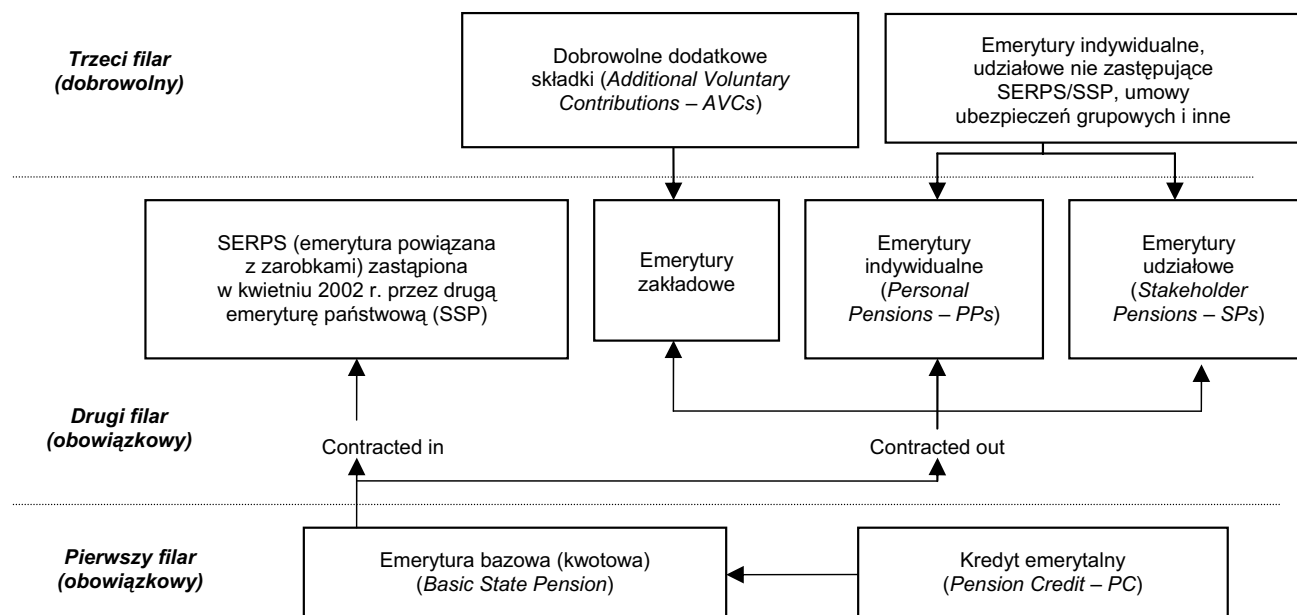 Trzeci filar
(dobrowolny)
Dobrowolne dodatkowe
składki (Additional Voluntary
Contributions – AVCs)
Emerytury indywidualne,
udziałowe nie zastępujące
SERPS/SSP, umowy
ubezpieczeń grupowych i inne
SERPS (emerytura powiązana
z zarobkami) zastąpiona
w kwietniu 2002 r. przez drugą
emeryturę państwową (SSP)
Emerytury
zakładowe
Emerytury
indywidualne
(Personal
Pensions – PPs)
Emerytury
udziałowe
(Stakeholder
Pensions – SPs)
Drugi filar
(obowiązkowy)
Contracted in
Contracted out
Pierwszy filar
(obowiązkowy)
Emerytura bazowa (kwotowa)
(Basic State Pension)
Kredyt emerytalny
(Pension Credit – PC)